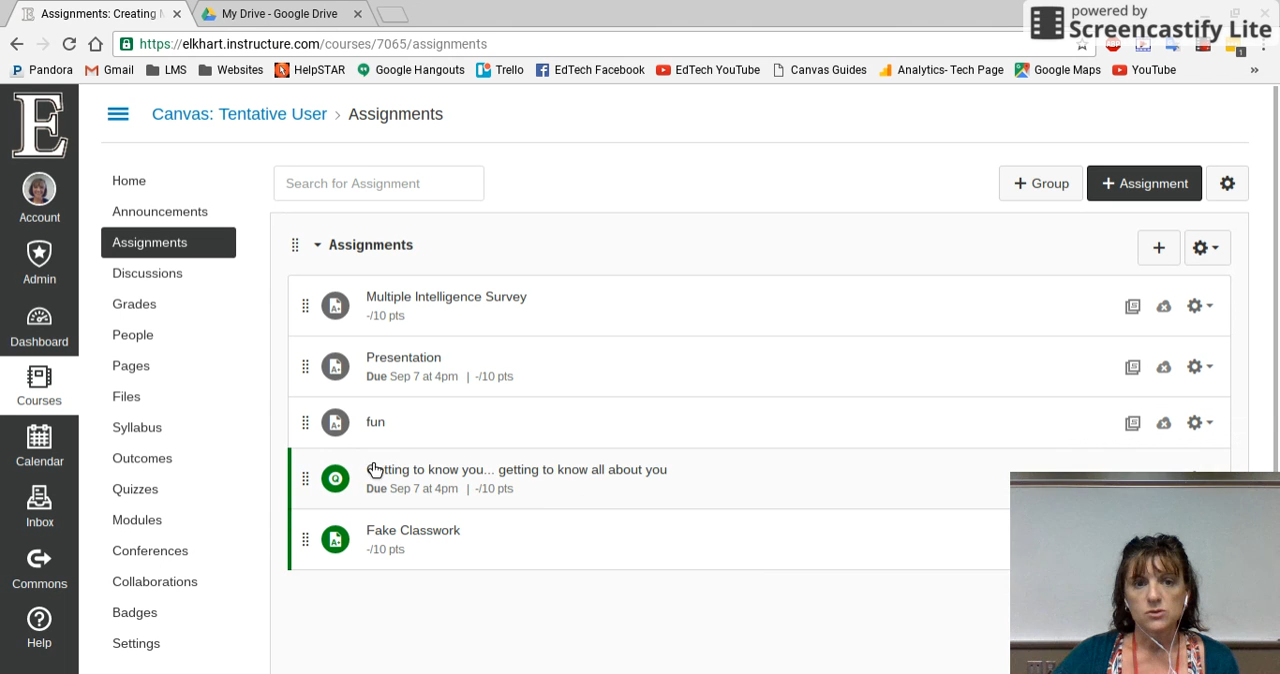 Assignments: Creating M
My Drive - Google Drive
powered by
Screencastify Lite
https://elkhart.instructure.com/courses/7065/assignments
1
Pandora
Gmail
LMS
Websites
HelpSTAR
Google Hangouts
Trello
EdTech Facebook
EdTech YouTube
Canvas Guides
Analytics- Tech Page
Google Maps
YouTube
»
E
Account
Admin
Dashboard
Courses
Calendar
Inbox
Commons
Help
Canvas: Tentative User › Assignments
Home
Announcements
Assignments
Discussions
Grades
People
Pages
Files
Syllabus
Outcomes
Quizzes
Modules
Conferences
Collaborations
Badges
Settings
Search for Assignment
+ Group
+ Assignment
Assignments
Multiple Intelligence Survey
-/10 pts
Presentation
Due Sep 7 at 4pm | -/10 pts
fun
Getting to know you... getting to know all about you
Due Sep 7 at 4pm | -/10 pts
Fake Classwork
-/10 pts